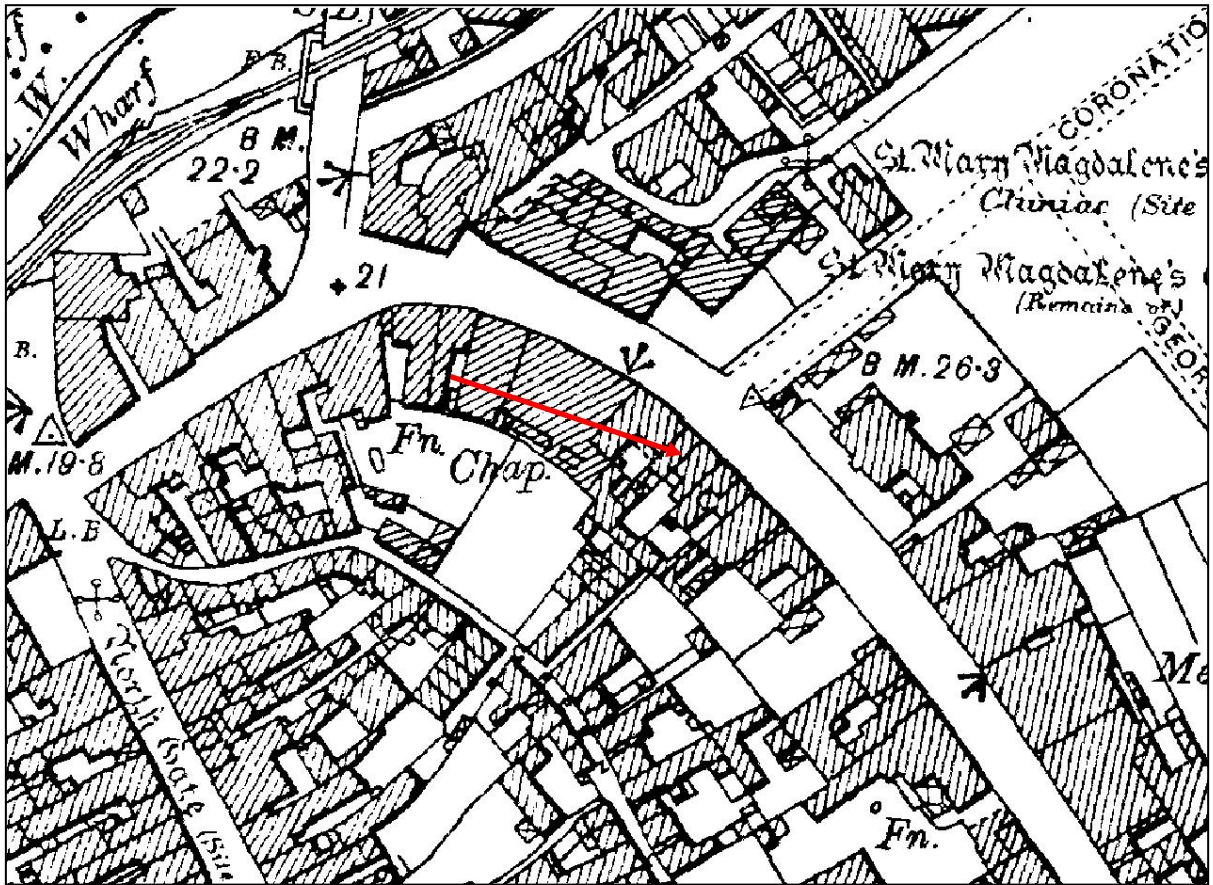 S.B.
F B.
L. W.
Wharf
B M.
22·2
CORONATIO
St. Mary Magdalene's
Cluniac (Site
21
St Mary Magdalene's
(Remains of)
GEOR
B.
B M. 26·3
Fn.
Chap.
M. 19·8
L. B
North Gate (Site
Ma
Fn.